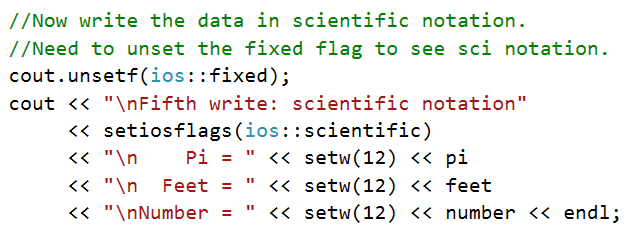 //Now write the data in scientific notation.
//Need to unset the fixed flag to see sci notation.
cout.unsetf(ios::fixed);
cout << "\nFifth write: scientific notation"
     << setiosflags(ios::scientific)
     << "\n    Pi = " << setw(12) << pi
     << "\n  Feet = " << setw(12) << feet
     << "\nNumber = " << setw(12) << number << endl;